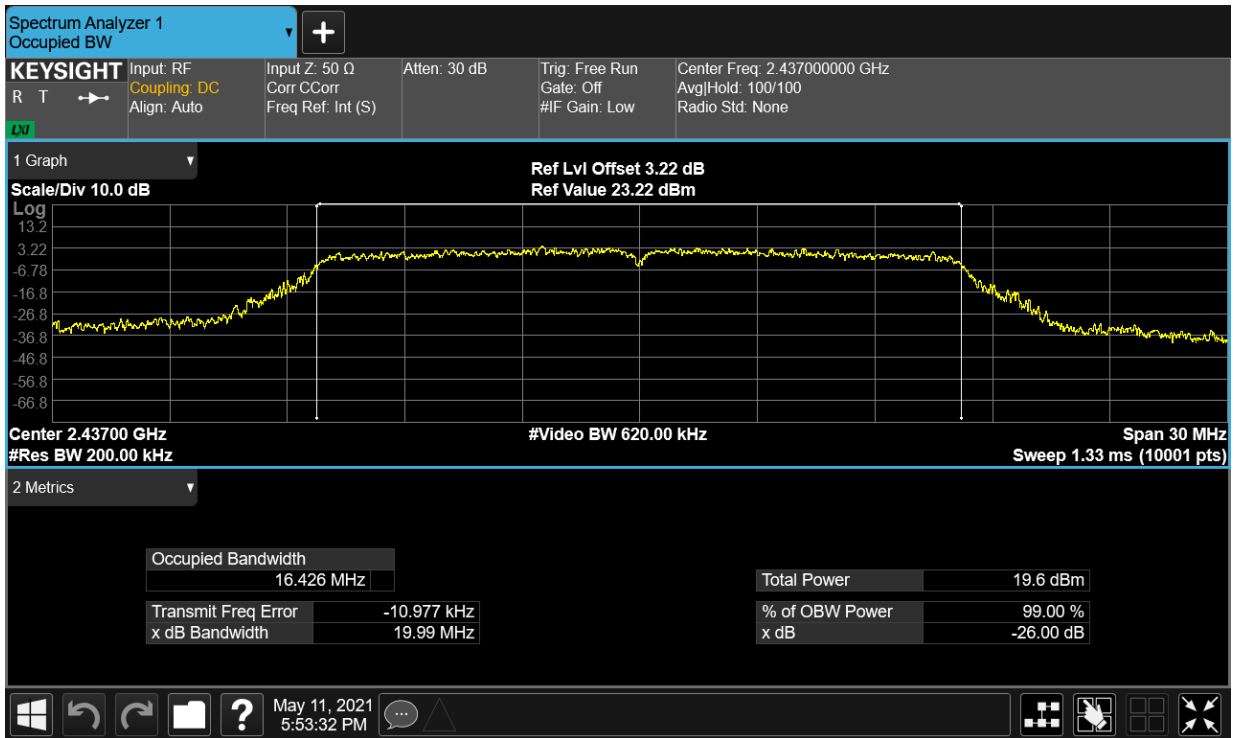 Spectrum Analyzer 1
Occupied BW
KEYSIGHT
R T
LXI
Input: RF
Coupling: DC
Align: Auto
Input Z: 50 Ω
Corr CCorr
Freq Ref: Int (S)
Atten: 30 dB
Trig: Free Run
Gate: Off
#IF Gain: Low
Center Freq: 2.437000000 GHz
Avg|Hold: 100/100
Radio Std: None
1 Graph
Scale/Div 10.0 dB
Ref Lvl Offset 3.22 dB
Ref Value 23.22 dBm
Log
13.2
3.22
-6.78
-16.8
-26.8
-36.8
-46.8
-56.8
-66.8
Center 2.43700 GHz
#Video BW 620.00 kHz
Span 30 MHz
#Res BW 200.00 kHz
Sweep 1.33 ms (10001 pts)
2 Metrics
Occupied Bandwidth
16.426 MHz
Transmit Freq Error -10.977 kHz
x dB Bandwidth 19.99 MHz
Total Power 19.6 dBm
% of OBW Power 99.00 %
x dB -26.00 dB
?
May 11, 2021
5:53:32 PM